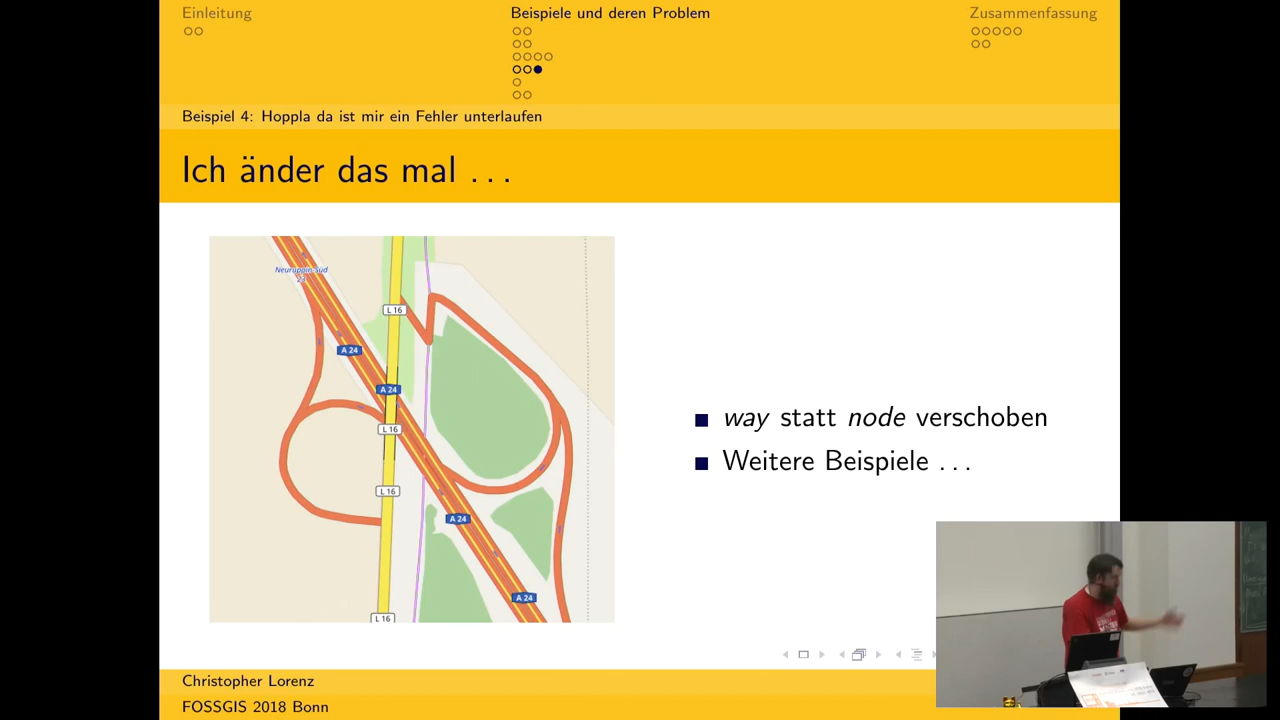 Einleitung
Beispiele und deren Problem
Zusammenfassung
Beispiel 4: Hoppla da ist mir ein Fehler unterlaufen
Ich änder das mal . . .
Neuruppin-Süd
23
L 16
A 24
A 24
L 16
L 16
A 24
A 24
L 16
way statt node verschoben
Weitere Beispiele . . .
Christopher Lorenz
FOSSGIS 2018 Bonn